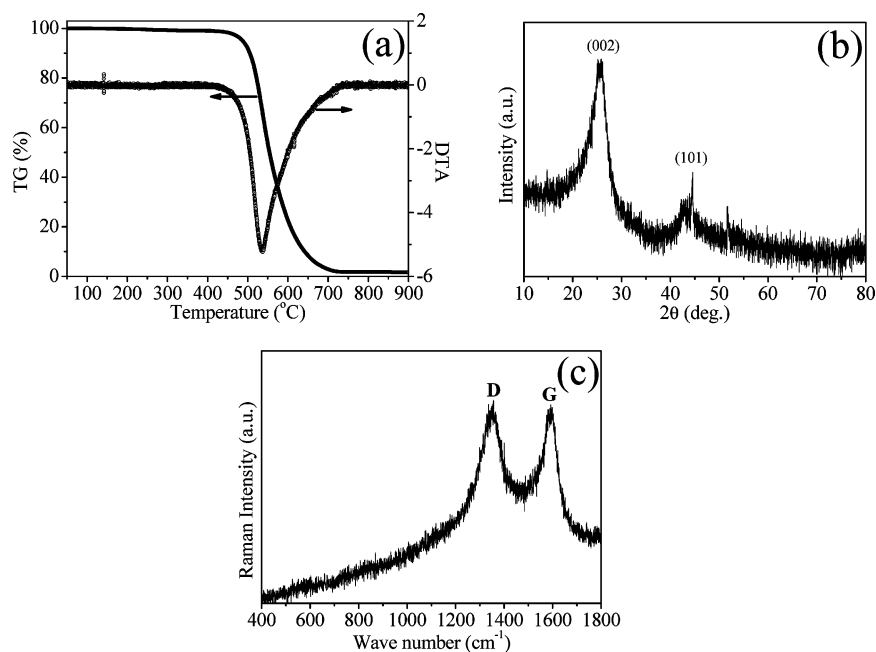 (a)
100
80
60
40
20
0
TG (%)
2
0
-2
-4
-6
DTA
100 200 300 400 500 600 700 800 900
Temperature (°C)
(b)
(002)
(101)
Intensity (a.u.)
10 20 30 40 50 60 70 80
2θ (deg.)
(c)
D G
Raman Intensity (a.u.)
400 600 800 1000 1200 1400 1600 1800
Wave number (cm⁻¹)